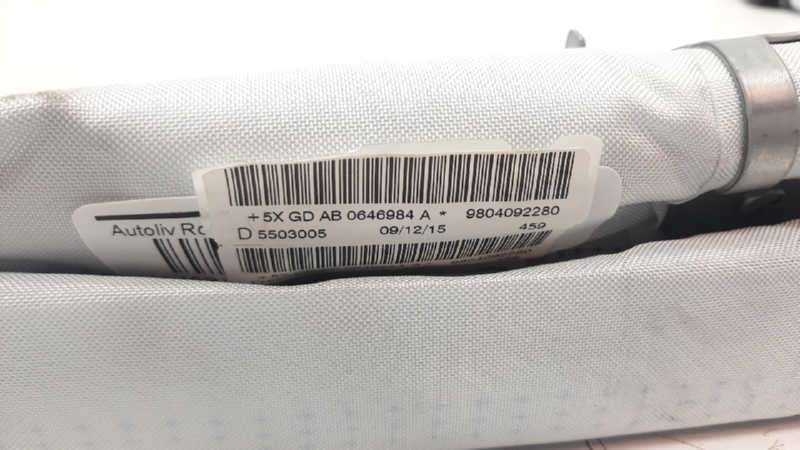 + 5X GD AB 0646984 A * 9804092280
Autoliv
D 5503005 09/12/15 459